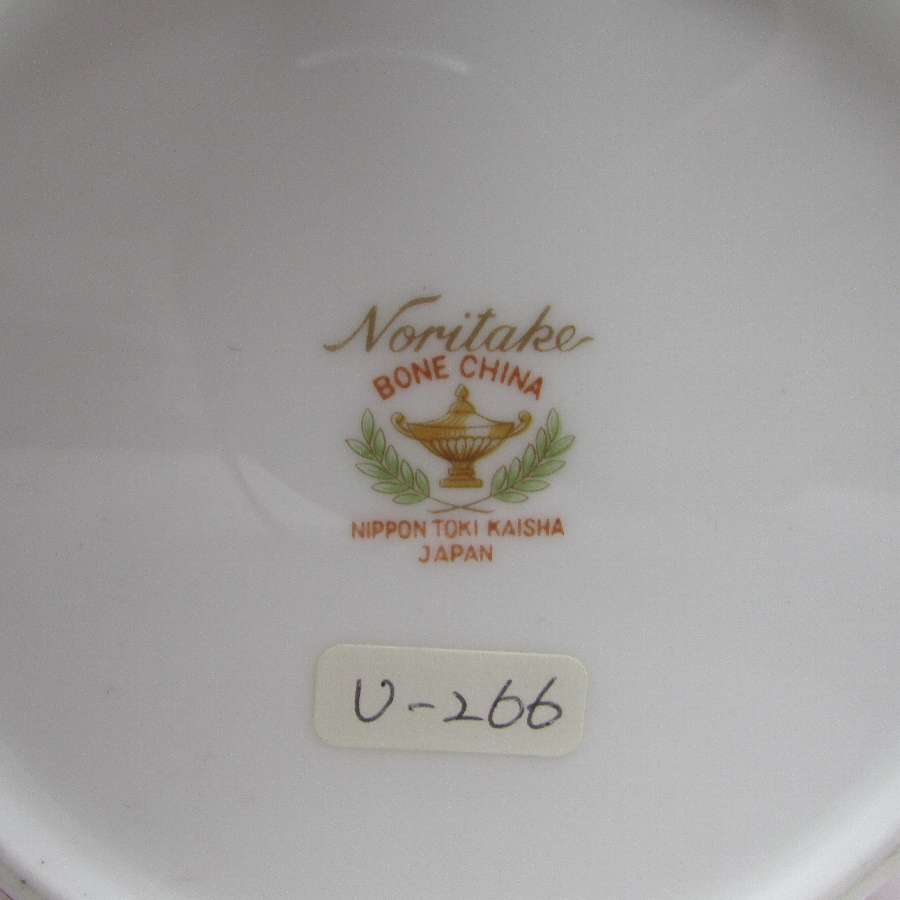 Noritake
BONE CHINA
NIPPON TOKI KAISHA
JAPAN
U-266